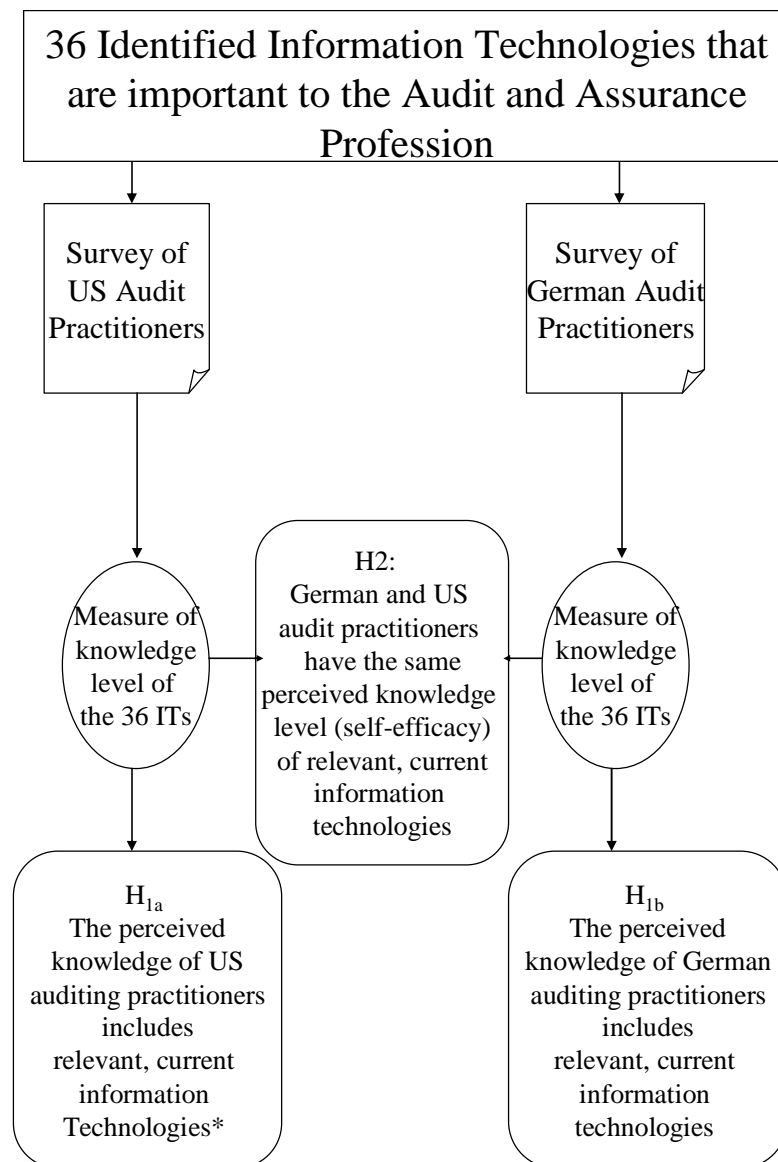 36 Identified Information Technologies that
are important to the Audit and Assurance
Profession
Survey of
US Audit
Practitioners
Survey of
German Audit
Practitioners
Measure of
knowledge
level of
the 36 ITs
H2:
German and US
audit practitioners
have the same
perceived knowledge
level (self-efficacy)
of relevant, current
information
technologies
Measure of
knowledge
level of
the 36 ITs
H1a
The perceived
knowledge of US
auditing practitioners
includes
relevant, current
information
Technologies*
H1b
The perceived
knowledge of German
auditing practitioners
includes
relevant, current
information
technologies